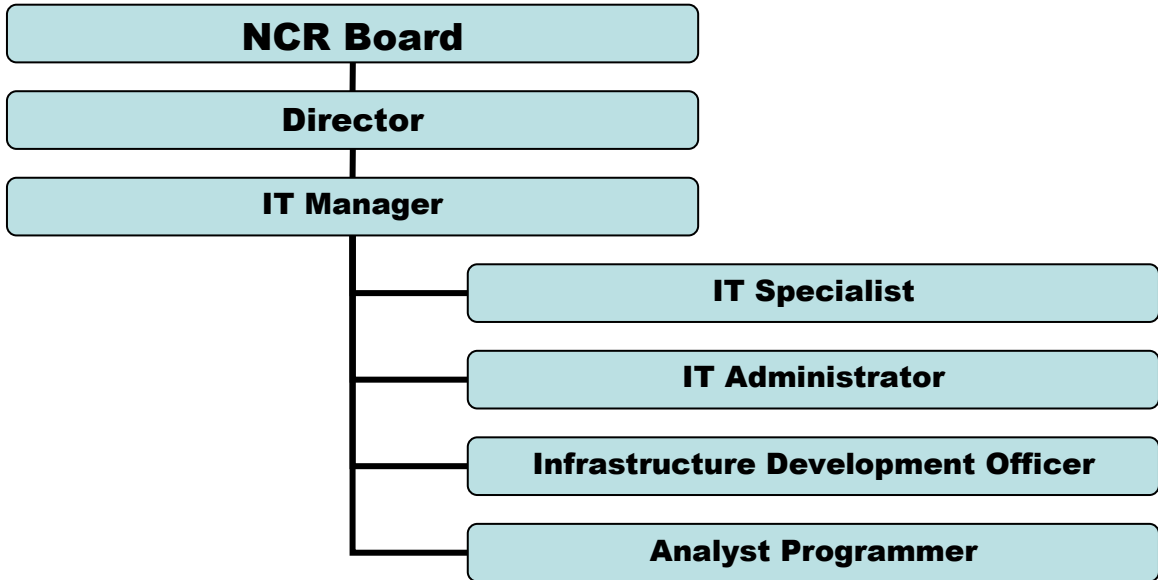 NCR Board
Director
IT Manager
IT Specialist
IT Administrator
Infrastructure Development Officer
Analyst Programmer